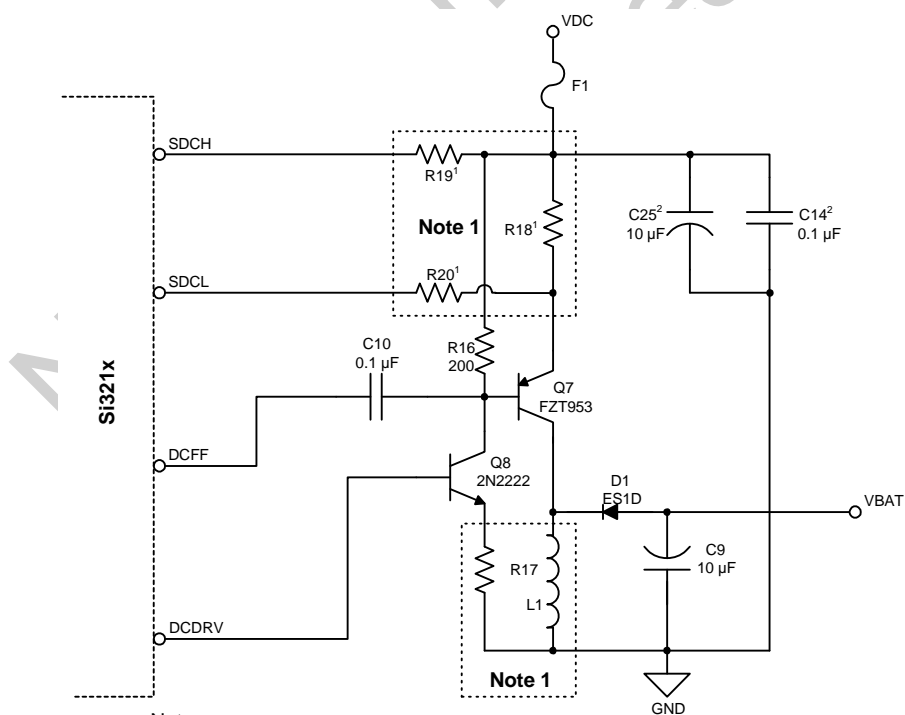 VDC
F1
SDCH
R19¹
Note 1
R18¹
C25²
10 µF
C14²
0.1 µF
SDCL
R20¹
C10
0.1 µF
R16
200
Q7
FZT953
Si321x
DCFF
Q8
2N2222
D1
ES1D
VBAT
R17
C9
10 µF
L1
DCDRV
Note 1
GND